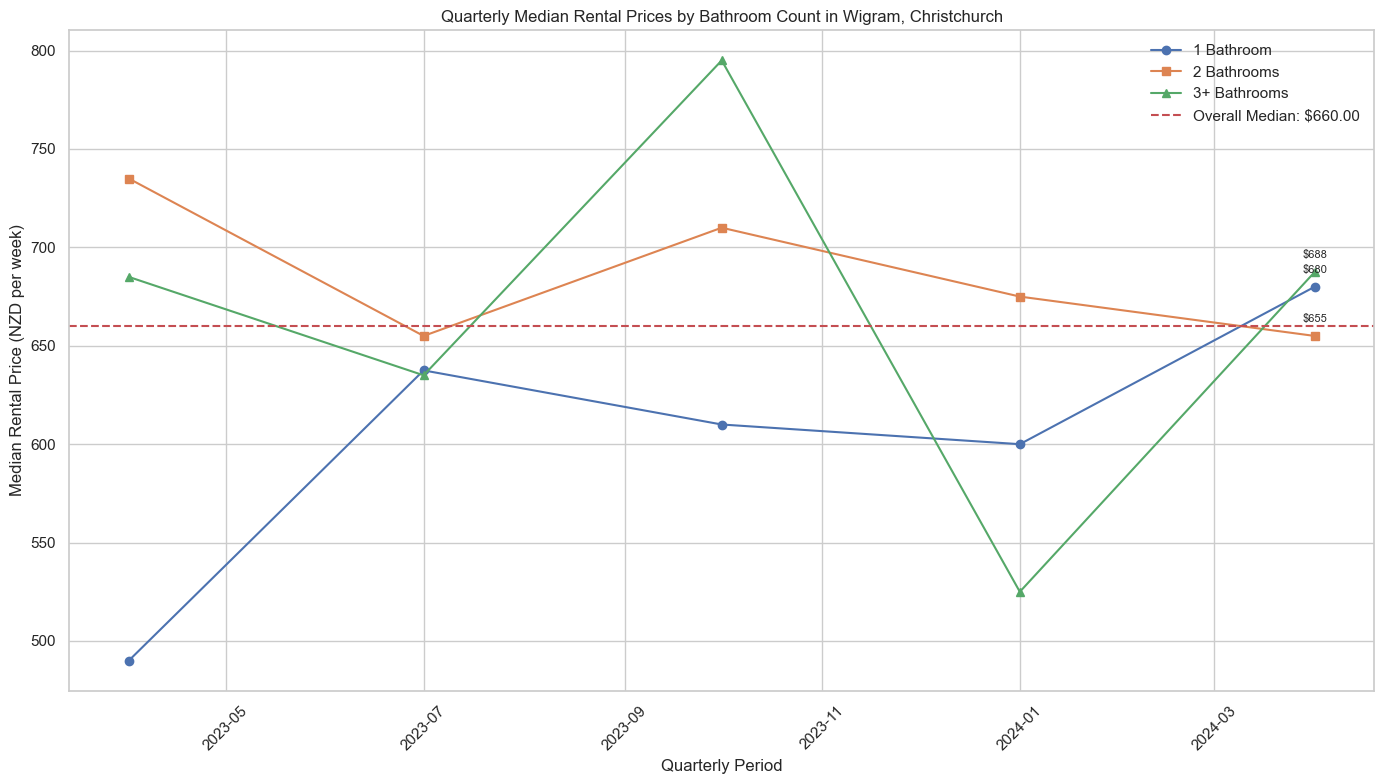 Quarterly Median Rental Prices by Bathroom Count in Wigram, Christchurch
1 Bathroom
2 Bathrooms
3+ Bathrooms
Overall Median: $660.00
Median Rental Price (NZD per week)
800
750
700
650
600
550
500
$688
$680
$655
2023-05
2023-07
2023-09
2023-11
2024-01
2024-03
Quarterly Period